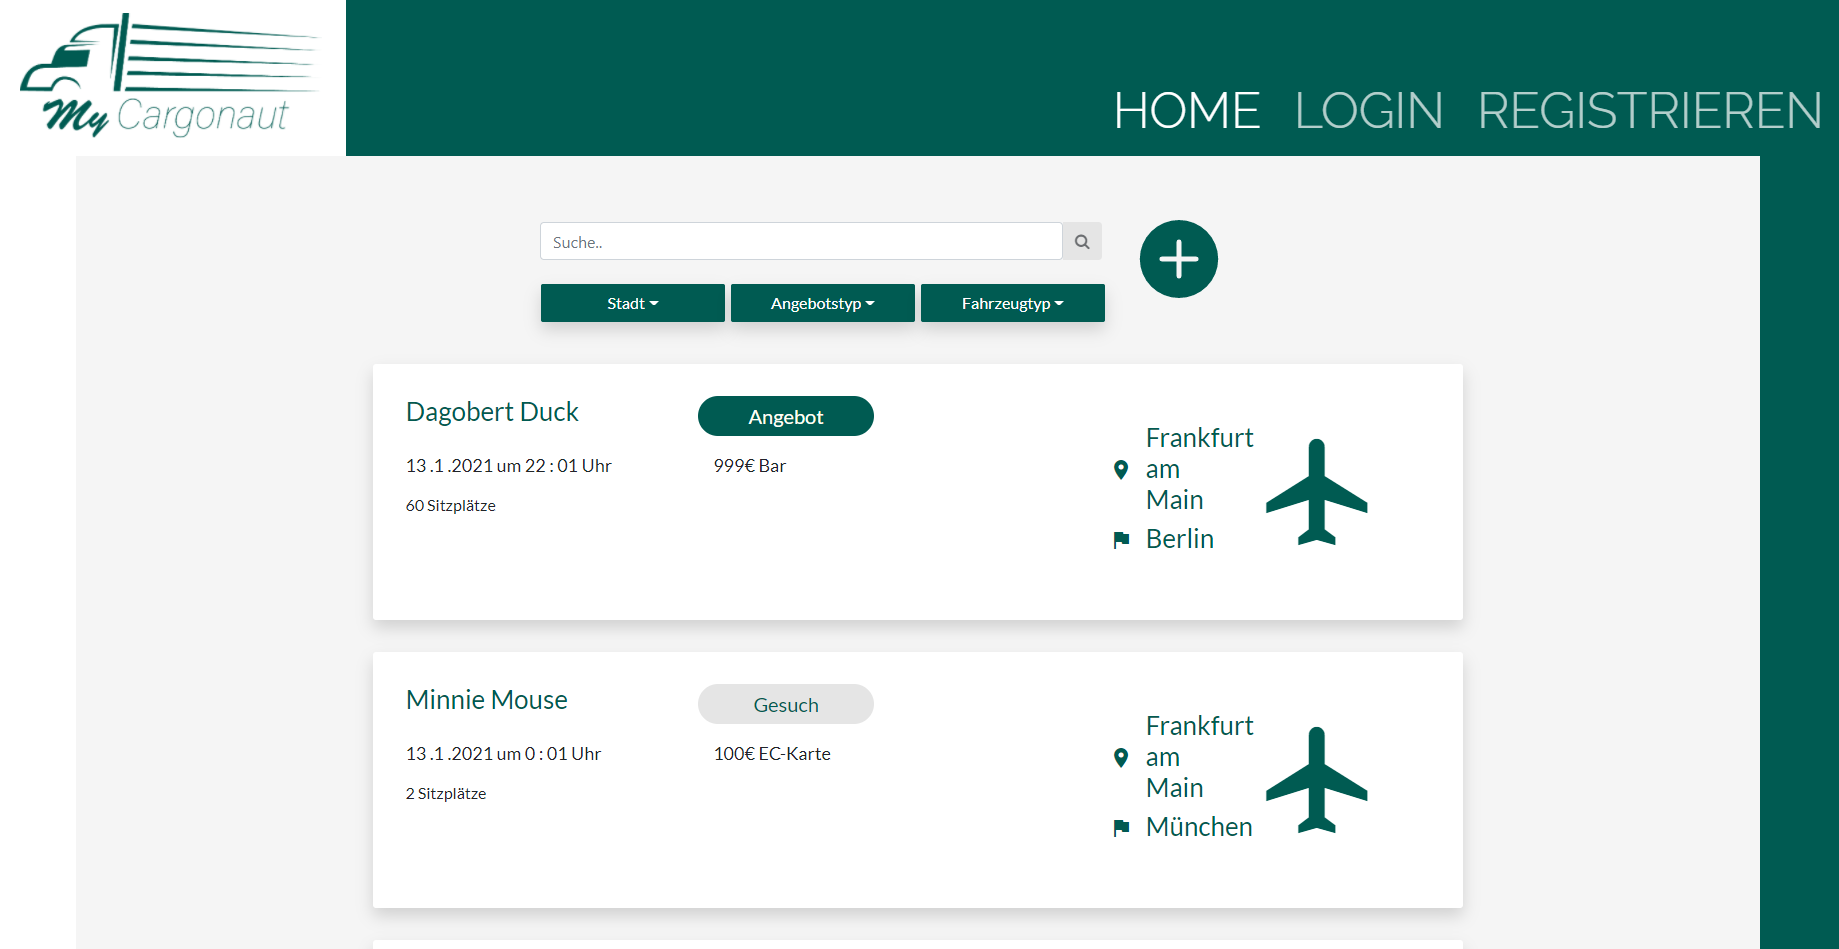 My Cargonaut
HOME LOGIN REGISTRIEREN
Suche..
Stadt Angebotstyp Fahrzeugtyp
Dagobert Duck
Angebot
13 .1 .2021 um 22 : 01 Uhr
999€ Bar
60 Sitzplätze
Frankfurt
am
Main
Berlin
Minnie Mouse
Gesuch
13 .1 .2021 um 0 : 01 Uhr
100€ EC-Karte
2 Sitzplätze
Frankfurt
am
Main
München